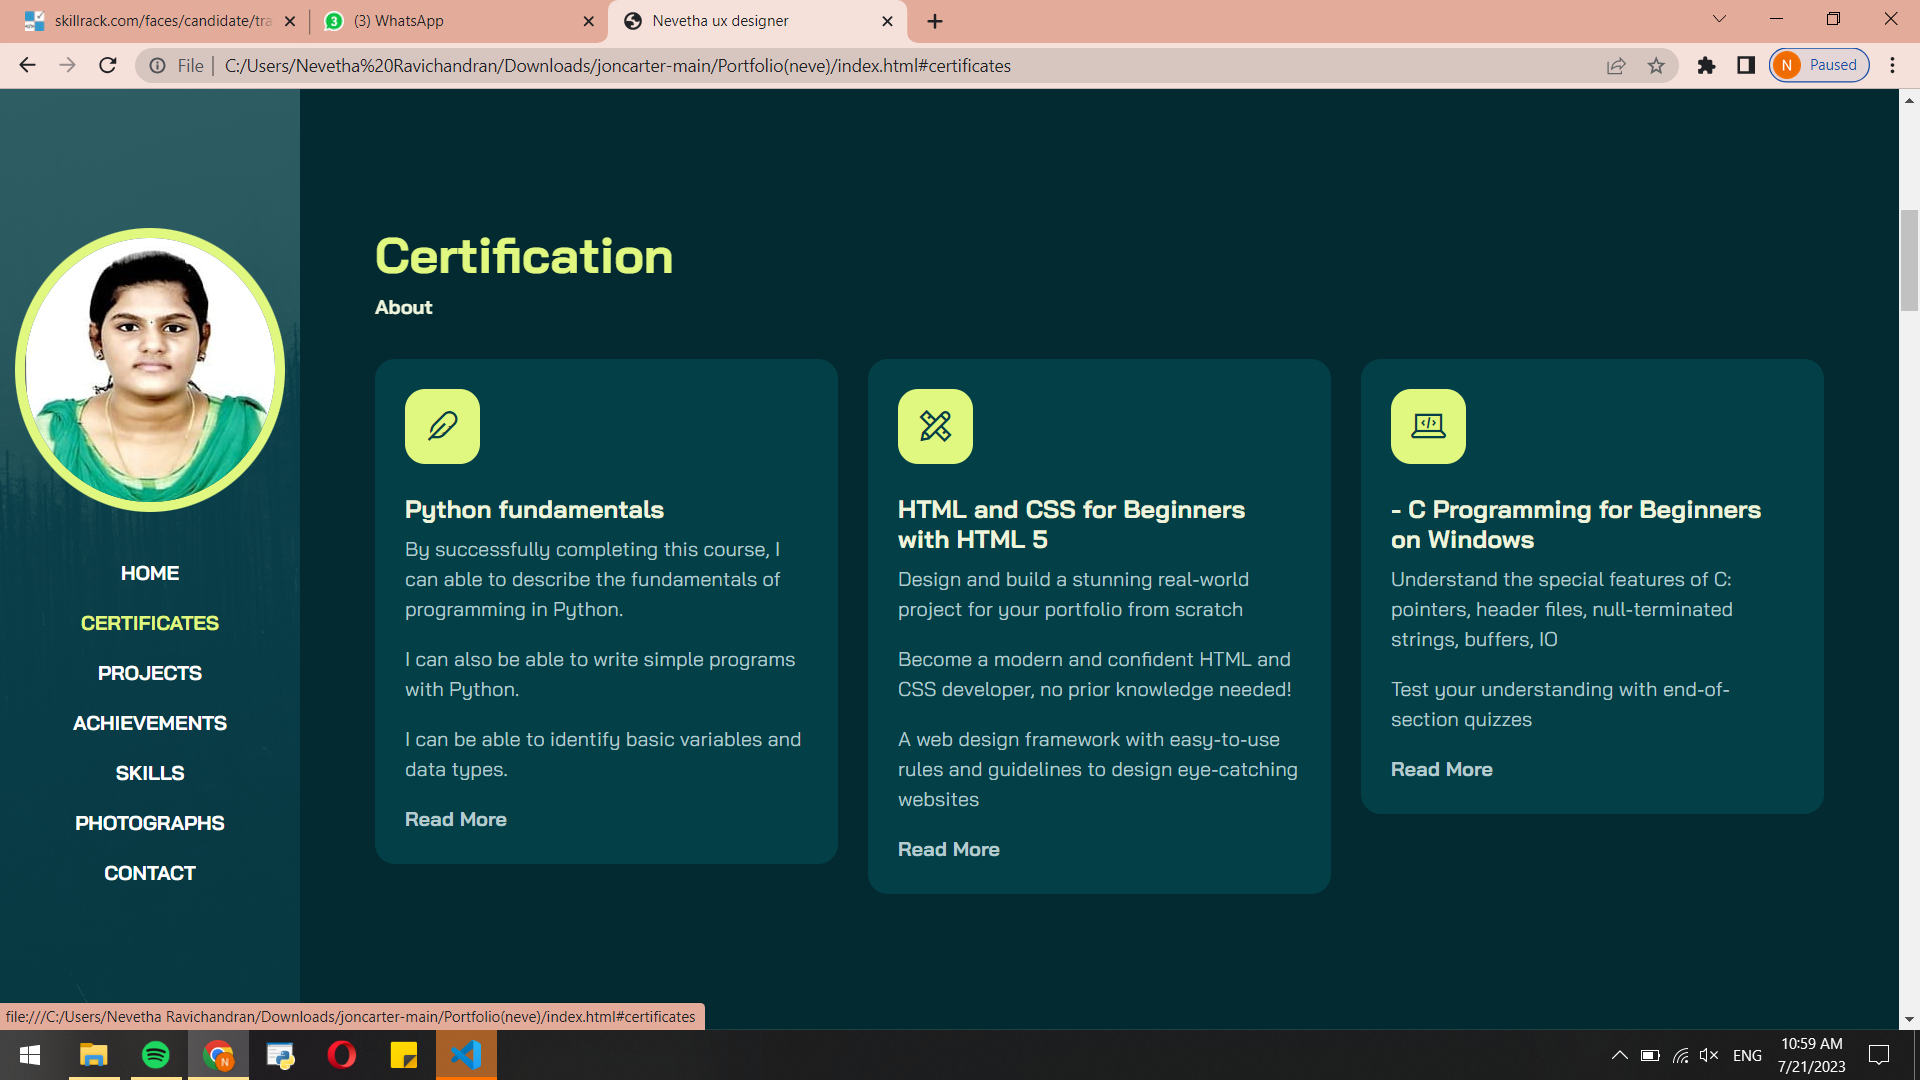 skillrack.com/faces/candidate/tra
(3) WhatsApp
Nevetha ux designer
File
C:/Users/Nevetha%20Ravichandran/Downloads/joncarter-main/Portfolio(neve)/index.html#certificates
N Paused
HOME
CERTIFICATES
PROJECTS
ACHIEVEMENTS
SKILLS
PHOTOGRAPHS
CONTACT
Certification
About
Python fundamentals
By successfully completing this course, I
can able to describe the fundamentals of
programming in Python.
I can also be able to write simple programs
with Python.
I can be able to identify basic variables and
data types.
Read More
HTML and CSS for Beginners
with HTML 5
Design and build a stunning real-world
project for your portfolio from scratch
Become a modern and confident HTML and
CSS developer, no prior knowledge needed!
A web design framework with easy-to-use
rules and guidelines to design eye-catching
websites
Read More
- C Programming for Beginners
on Windows
Understand the special features of C:
pointers, header files, null-terminated
strings, buffers, IO
Test your understanding with end-of-
section quizzes
Read More
file:///C:/Users/Nevetha Ravichandran/Downloads/joncarter-main/Portfolio(neve)/index.html#certificates
N
ENG
10:59 AM
7/21/2023